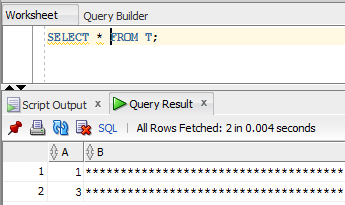 Worksheet Query Builder
SELECT * FROM T;
Script Output x Query Result x
SQL | All Rows Fetched: 2 in 0.004 seconds
A B
1 1 *************************************
2 3 *************************************